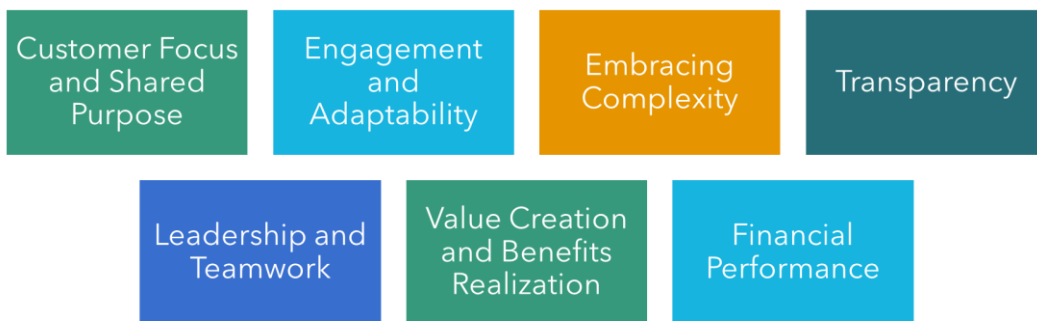 Customer Focus
and Shared
Purpose
Engagement
and
Adaptability
Embracing
Complexity
Transparency
Leadership and
Teamwork
Value Creation
and Benefits
Realization
Financial
Performance